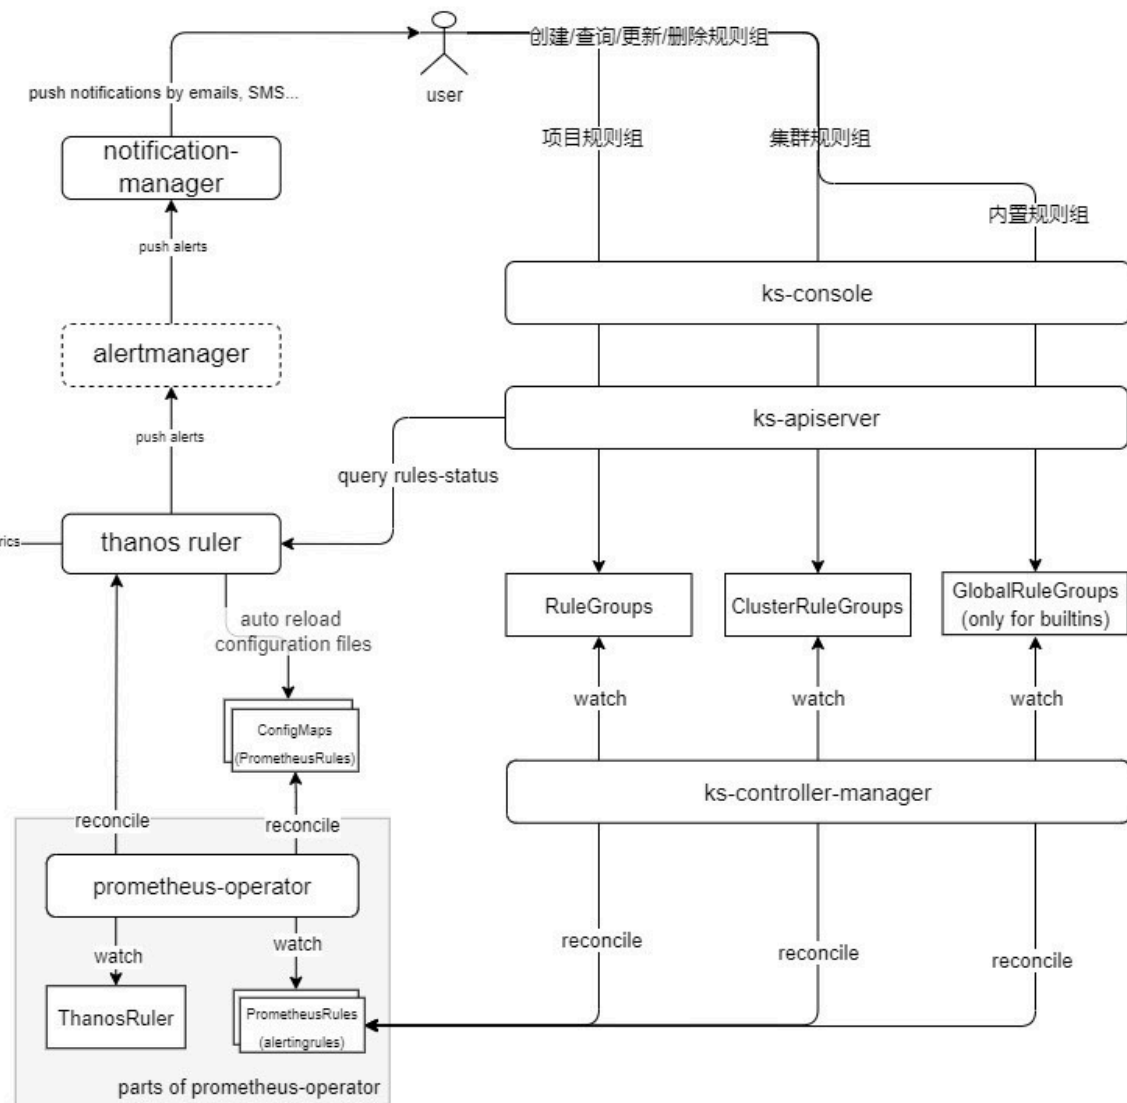 创建/查询/更新/删除规则组
push notifications by emails, SMS...
user
项目规则组
集群规则组
notification-
manager
内置规则组
push alerts
ks-console
alertmanager
ks-apiserver
push alerts
query rules-status
thanos ruler
rics
RuleGroups
ClusterRuleGroups
GlobalRuleGroups
(only for builtins)
auto reload
configuration files
watch
watch
watch
ConfigMaps
(PrometheusRules)
ks-controller-manager
reconcile
reconcile
prometheus-operator
watch
watch
reconcile
reconcile
reconcile
ThanosRuler
PrometheusRules
(alertingrules)
parts of prometheus-operator